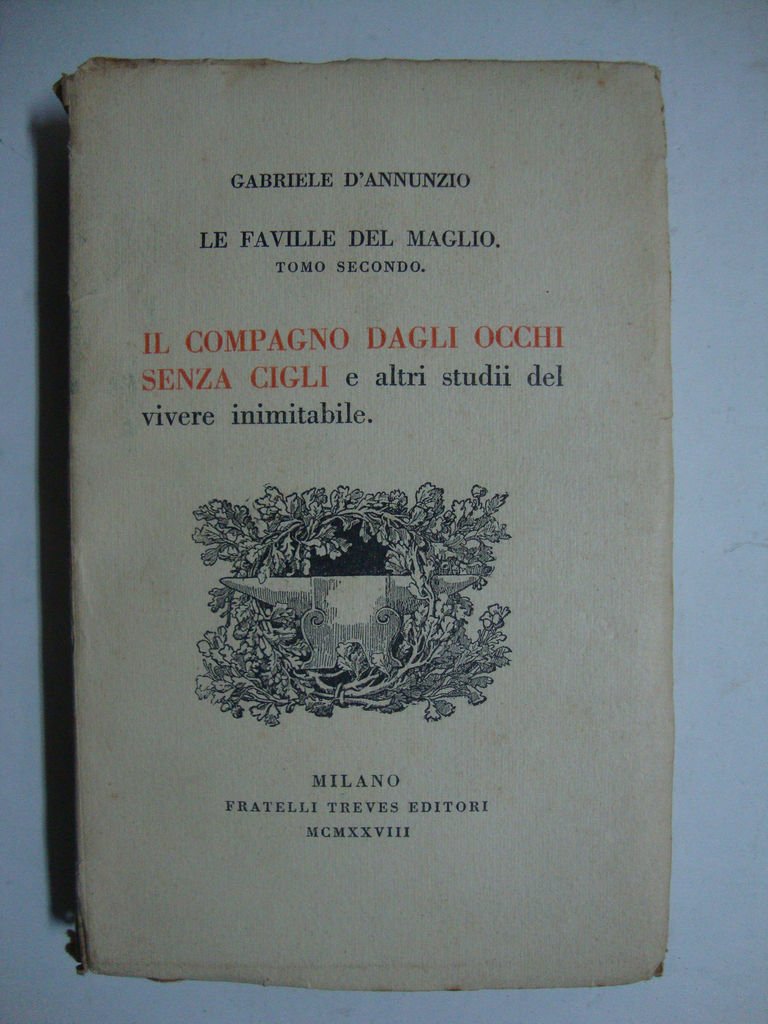 GABRIELE D'ANNUNZIO
LE FAVILLE DEL MAGLIO.
TOMO SECONDO.
IL COMPAGNO DAGLI OCCHI
SENZA CIGLI e altri studii del
vivere inimitabile.
MILANO
FRATELLI TREVES EDITORI
MCMXXVIII